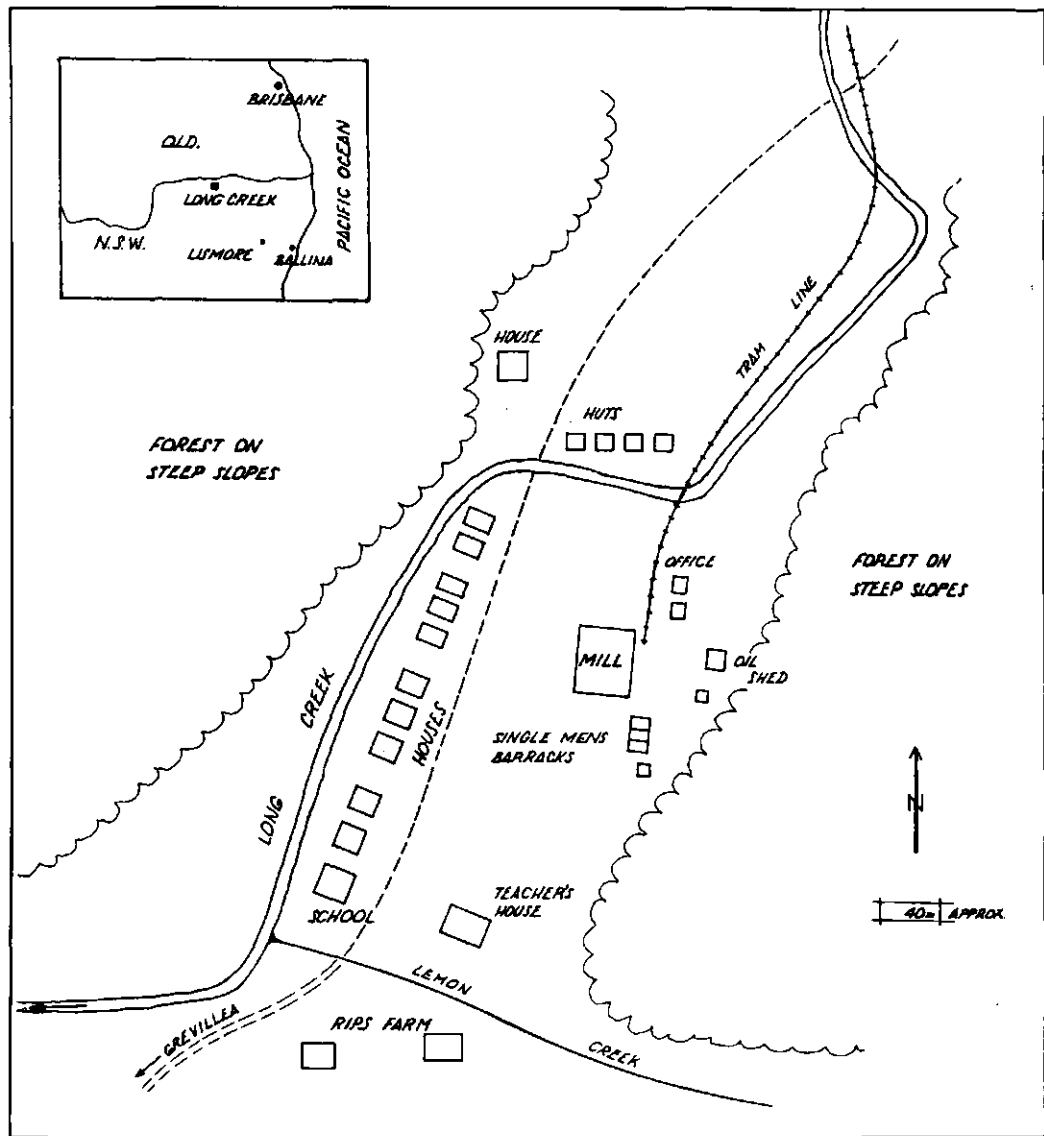 BRISBANE
QLD.
PACIFIC OCEAN
LONG CREEK
N.S.W.
LISMORE
BALLINA
HOUSE
TRAM LINE
HUTS
FOREST ON
STEEP SLOPES
OFFICE
FOREST ON
STEEP SLOPES
MILL
OIL
SHED
LONG CREEK
HOUSES
SINGLE MENS
BARRACKS
N
TEACHER'S
HOUSE
SCHOOL
40m APPROX.
LEMON CREEK
GREVILLEA
RIPS FARM